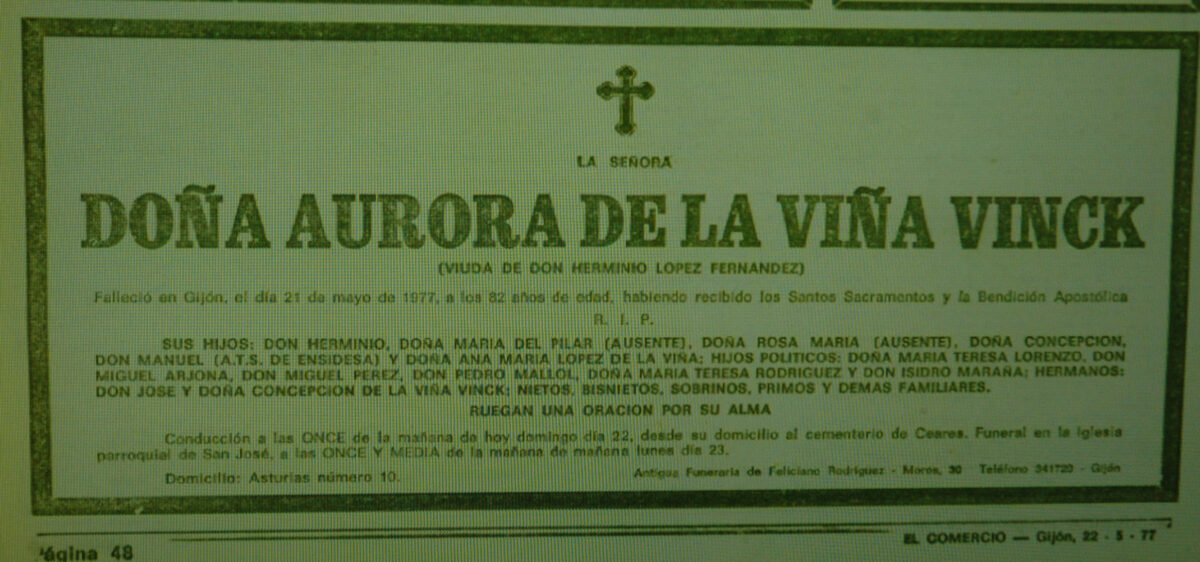 LA SEÑORA
DOÑA AURORA DE LA VIÑA VINCK
(VIUDA DE DON HERMINIO LOPEZ FERNANDEZ)
Falleció en Gijón, el día 21 de mayo de 1977, a los 82 años de edad, habiendo recibido los Santos Sacramentos y la Bendición Apostólica
R. I. P.
SUS HIJOS: DON HERMINIO, DOÑA MARIA DEL PILAR (AUSENTE), DOÑA ROSA MARIA (AUSENTE), DOÑA CONCEPCION,
DON MANUEL (A.T.S. DE ENSIDESA) Y DOÑA ANA MARIA LOPEZ DE LA VIÑA; HIJOS POLITICOS: DOÑA MARIA TERESA LORENZO, DON
MIGUEL ARJONA, DON MIGUEL PEREZ, DON PEDRO MALLOL, DOÑA MARIA TERESA RODRIGUEZ Y DON ISIDRO MARAÑA; HERMANOS:
DON JOSE Y DOÑA CONCEPCION DE LA VIÑA VINCK; NIETOS, BISNIETOS, SOBRINOS, PRIMOS Y DEMAS FAMILIARES.
RUEGAN UNA ORACION POR SU ALMA
Conducción a las ONCE de la mañana de hoy domingo día 22, desde su domicilio al cementerio de Ceares. Funeral en la iglesia
parroquial de San José, a las ONCE Y MEDIA de la mañana de mañana lunes día 23.
Domicilio: Asturias número 10.
Antigua Funeraria de Feliciano Rodríguez - Moros, 30 Teléfono 341720 - Gijón
Página 48
EL COMERCIO — Gijón, 22 - 5 - 77